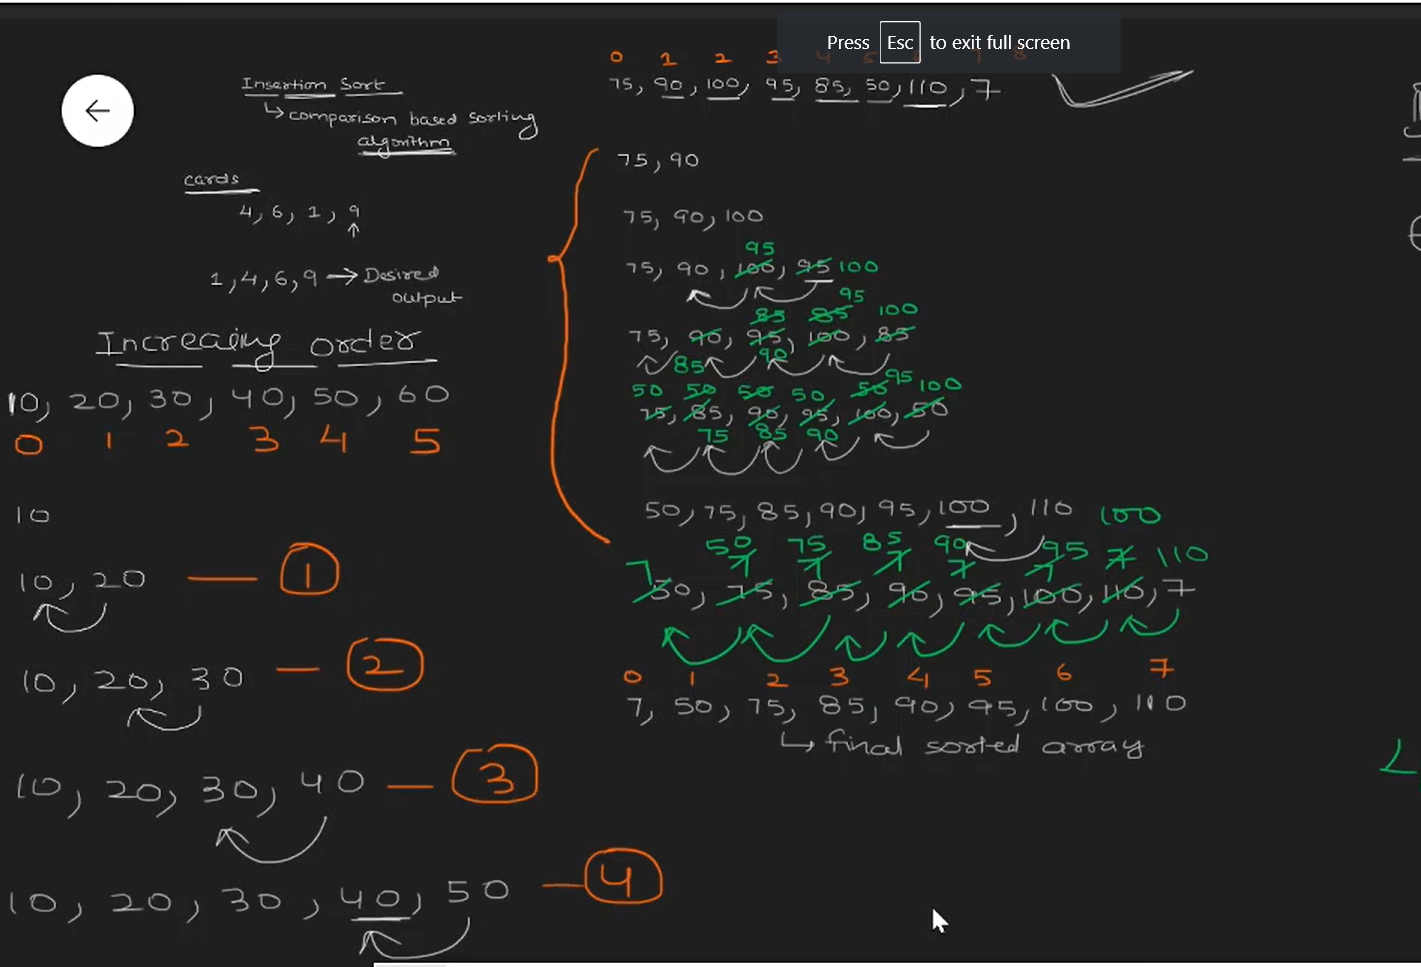 Press Esc to exit full screen
Insertion Sort
comparison based sorting
algorithm
cards
4, 6, 1, 9
1, 4, 6, 9 → Desired
output
Increaing order
10, 20, 30, 40, 50, 60
0 1 2 3 4 5
10
10, 20 — 1
10, 20, 30 — 2
10, 20, 30, 40 — 3
10, 20, 30, 40, 50 — 4
0 1 2 3
75, 90, 100, 95, 85, 50, 110, 7
75, 90
75, 90, 100
95
75, 90, 100, 95 100
95
85 85 100
75, 90, 95, 100, 85
85 90
50 50 50 50 50 95 100
75, 85, 90, 95, 100, 50
75 85 90
50, 75, 85, 90, 95, 100, 110 100
50 75 85 90 95
7 7 7 7 7 7 7 110
50, 75, 85, 90, 95, 100, 110, 7
0 1 2 3 4 5 6 7
7, 50, 75, 85, 90, 95, 100, 110
final sorted array